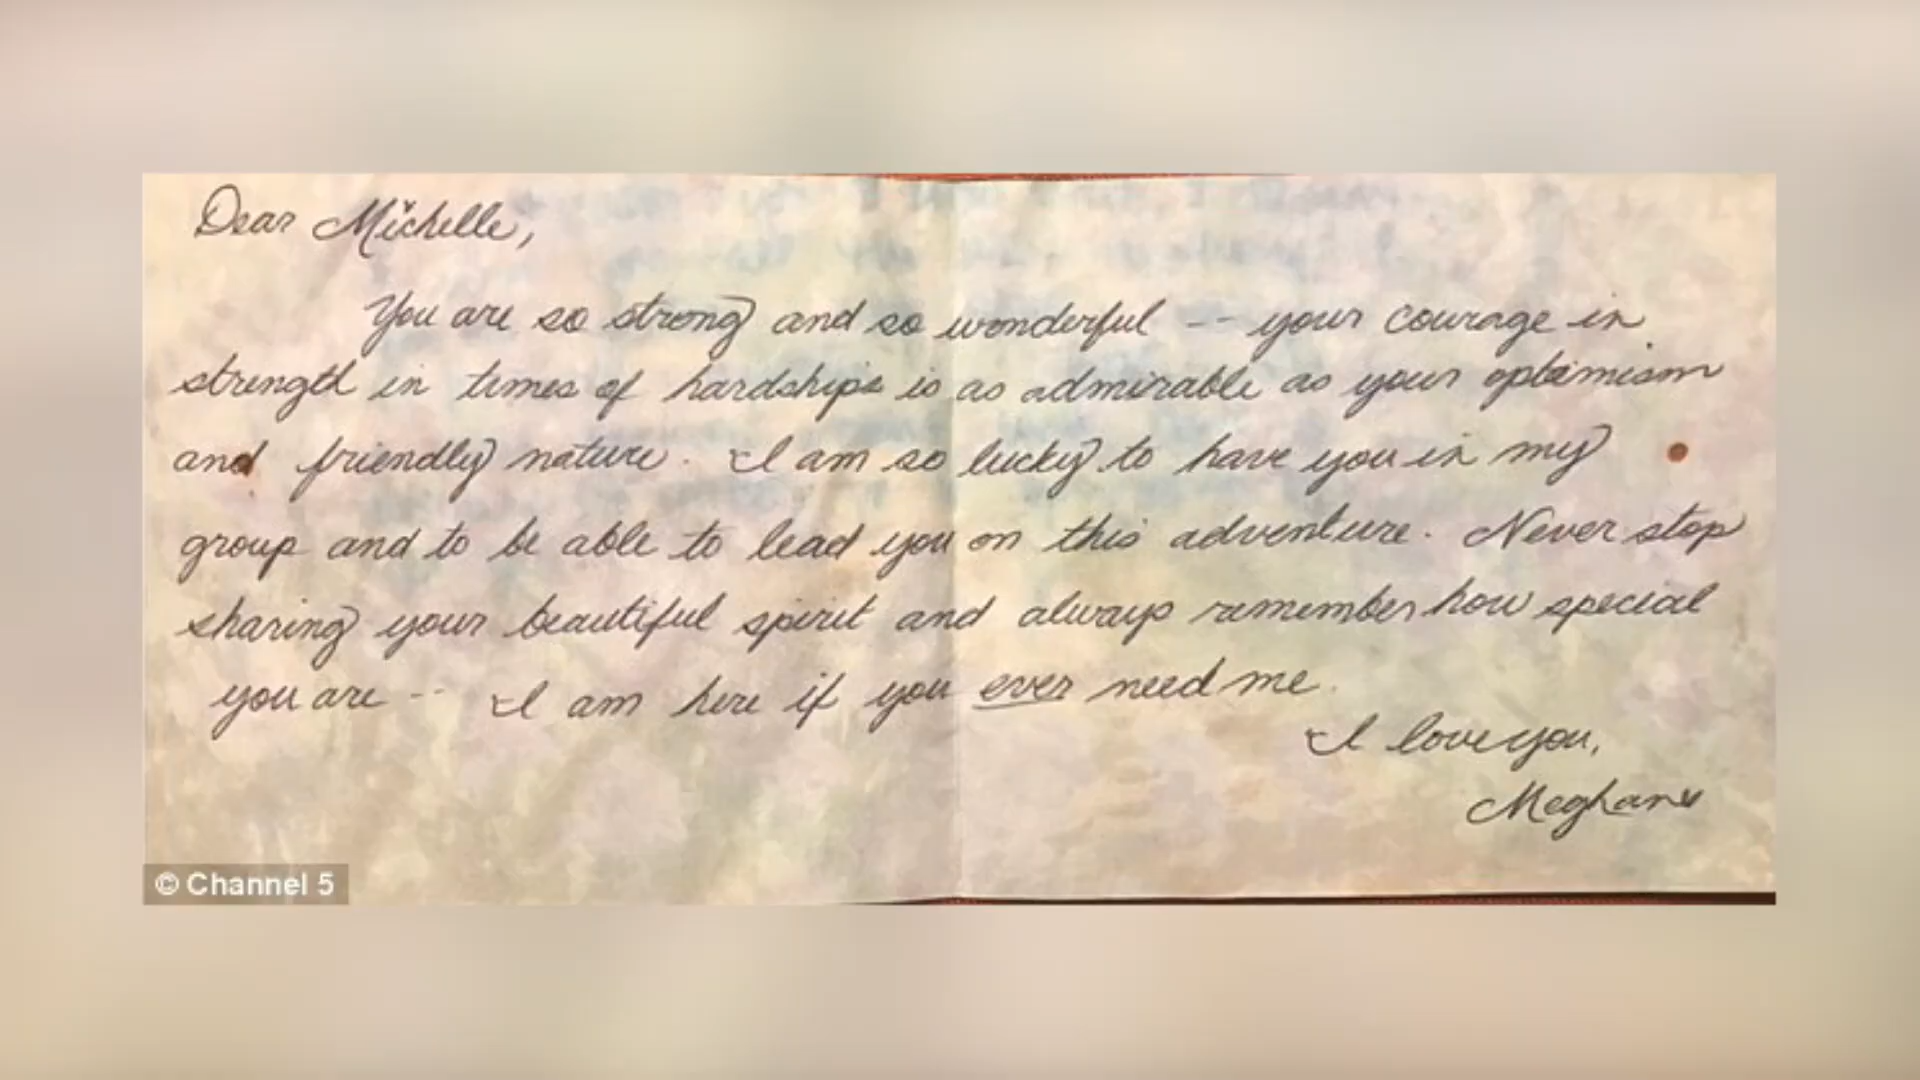 Dear Michelle,
You are so strong and so wonderful -- your courage in
strength in times of hardships is as admirable as your optimism
and friendly nature. I am so lucky to have you in my
group and to be able to lead you on this adventure. Never stop
sharing your beautiful spirit and always remember how special
you are -- I am here if you ever need me.
I love you,
Meghan
© Channel 5